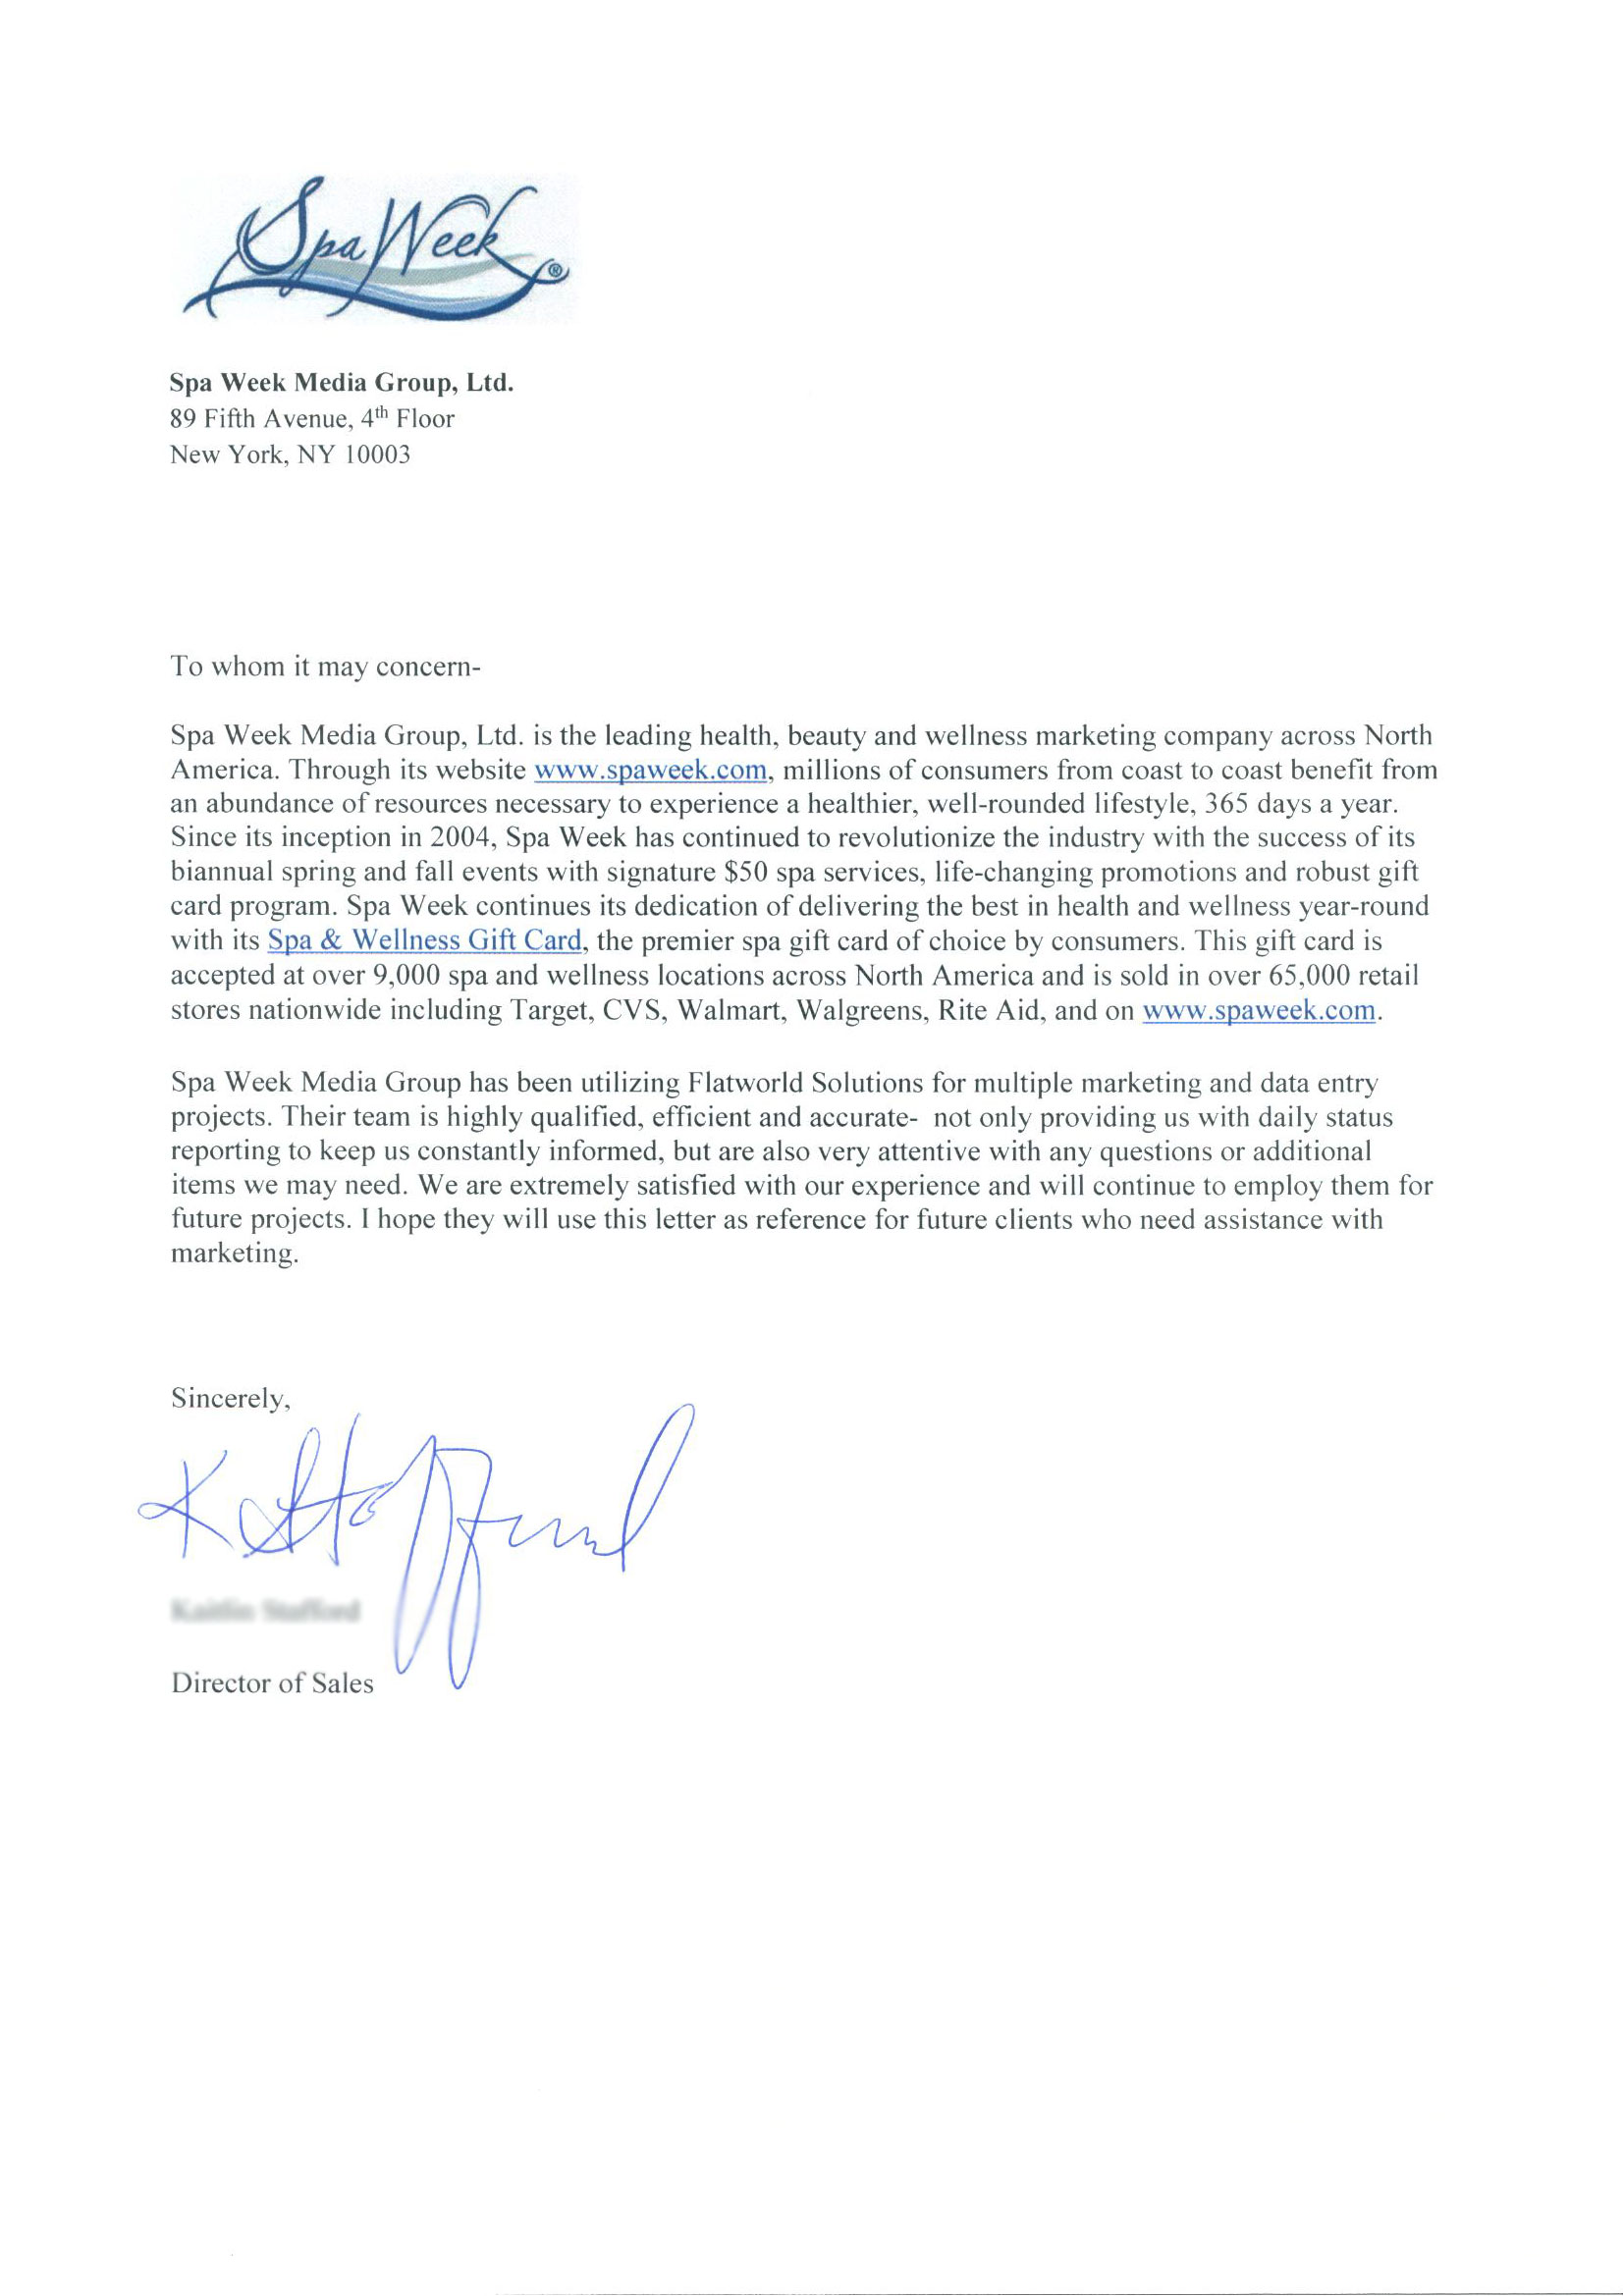 Spa Week ®
Spa Week Media Group, Ltd.
89 Fifth Avenue, 4th Floor
New York, NY 10003
To whom it may concern-
Spa Week Media Group, Ltd. is the leading health, beauty and wellness marketing company across North
America. Through its website www.spaweek.com, millions of consumers from coast to coast benefit from
an abundance of resources necessary to experience a healthier, well-rounded lifestyle, 365 days a year.
Since its inception in 2004, Spa Week has continued to revolutionize the industry with the success of its
biannual spring and fall events with signature $50 spa services, life-changing promotions and robust gift
card program. Spa Week continues its dedication of delivering the best in health and wellness year-round
with its Spa & Wellness Gift Card, the premier spa gift card of choice by consumers. This gift card is
accepted at over 9,000 spa and wellness locations across North America and is sold in over 65,000 retail
stores nationwide including Target, CVS, Walmart, Walgreens, Rite Aid, and on www.spaweek.com.
Spa Week Media Group has been utilizing Flatworld Solutions for multiple marketing and data entry
projects. Their team is highly qualified, efficient and accurate- not only providing us with daily status
reporting to keep us constantly informed, but are also very attentive with any questions or additional
items we may need. We are extremely satisfied with our experience and will continue to employ them for
future projects. I hope they will use this letter as reference for future clients who need assistance with
marketing.
Sincerely,
Director of Sales